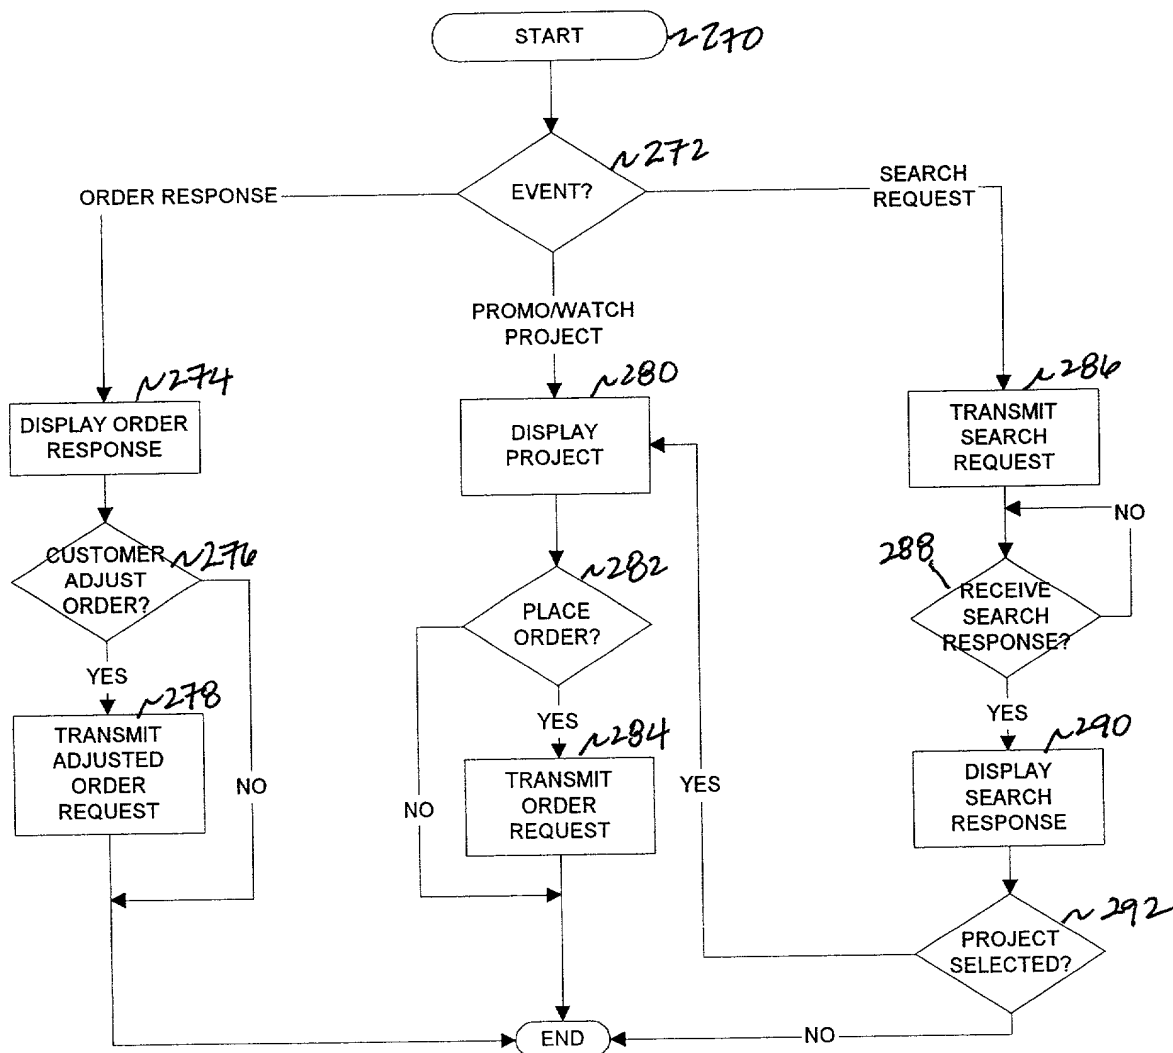 START
~270
EVENT?
~272
ORDER RESPONSE
SEARCH
REQUEST
PROMO/WATCH
PROJECT
~274
DISPLAY ORDER
RESPONSE
~280
DISPLAY
PROJECT
~286
TRANSMIT
SEARCH
REQUEST
NO
CUSTOMER
ADJUST
ORDER?
~276
PLACE
ORDER?
~282
288
RECEIVE
SEARCH
RESPONSE?
YES
YES
YES
~278
TRANSMIT
ADJUSTED
ORDER
REQUEST
NO
NO
~284
TRANSMIT
ORDER
REQUEST
YES
~290
DISPLAY
SEARCH
RESPONSE
~292
PROJECT
SELECTED?
END
NO